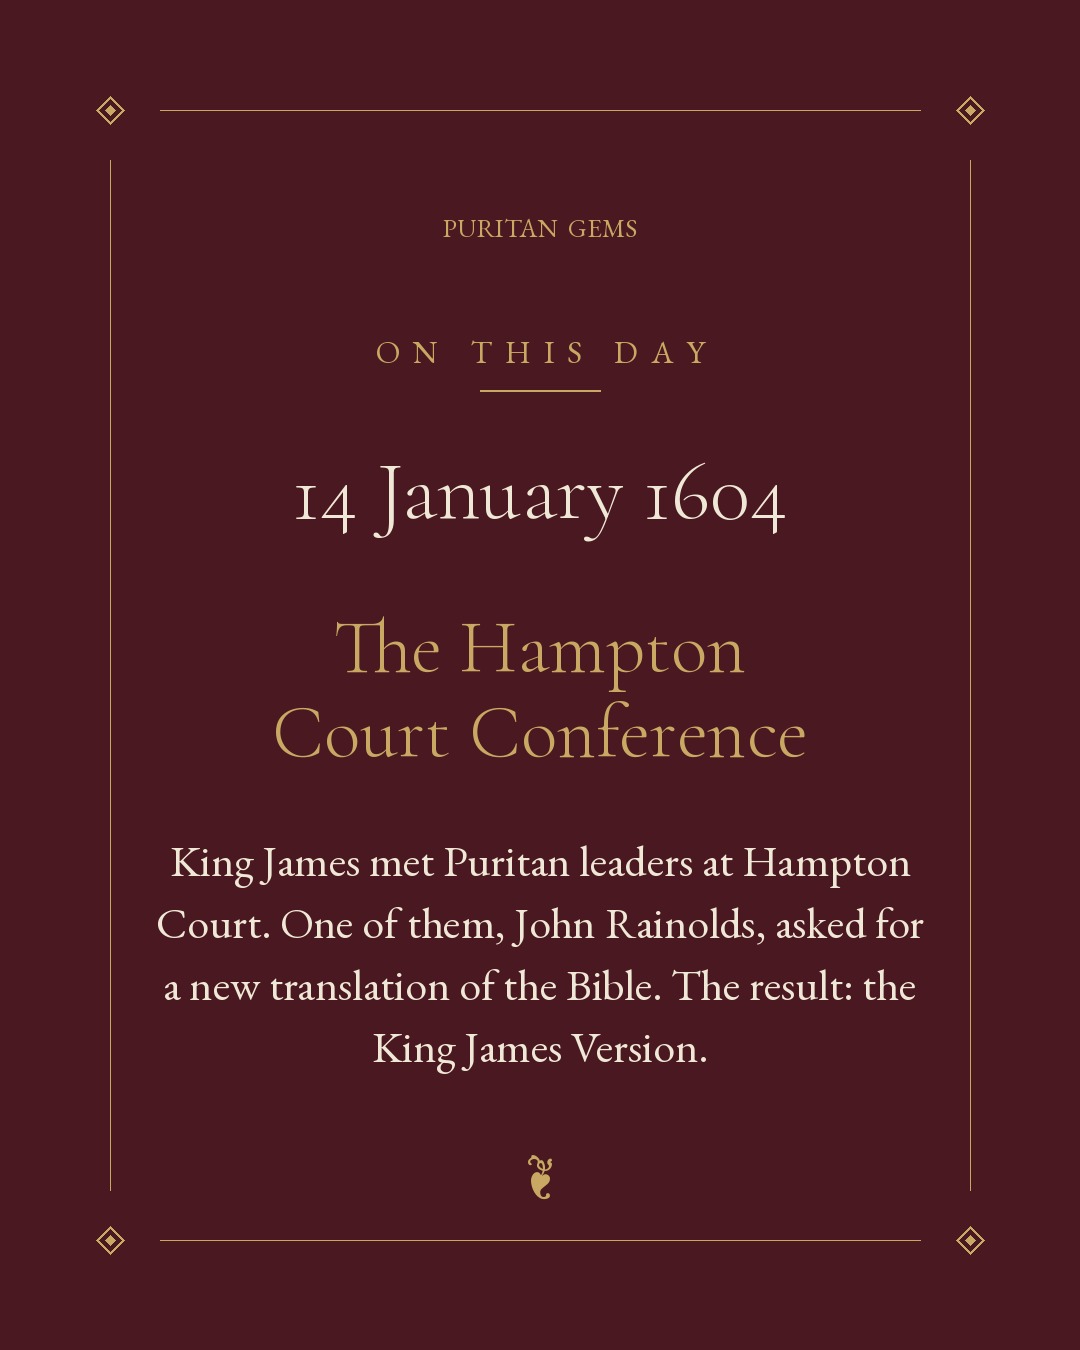 PURITAN GEMS
ON THIS DAY
14 January 1604
The Hampton
Court Conference
King James met Puritan leaders at Hampton
Court. One of them, John Rainolds, asked for
a new translation of the Bible. The result: the
King James Version.